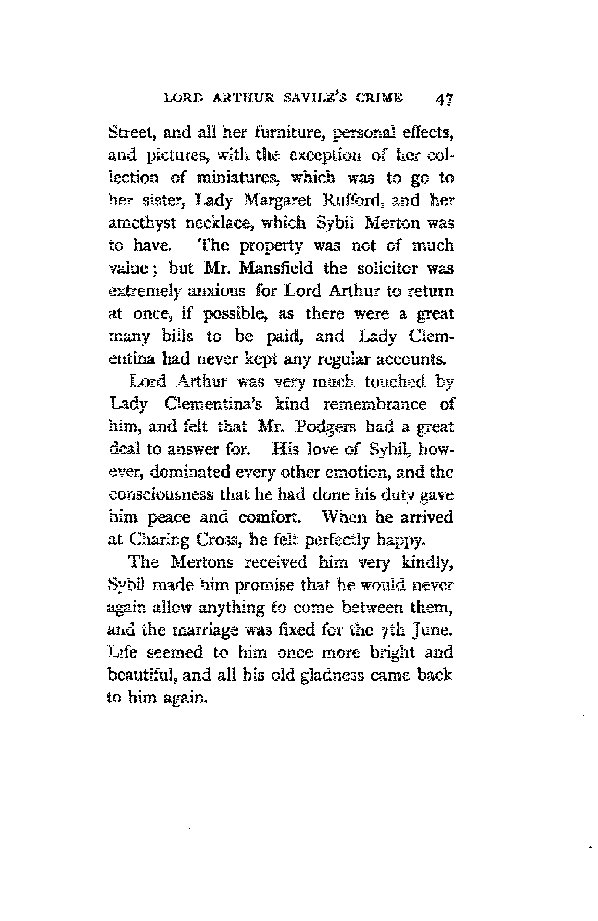 LORD ARTHUR SAVILE'S CRIME 47
Street, and all her furniture, personal effects,
and pictures, with the exception of her col-
lection of miniatures, which was to go to
her sister, Lady Margaret Rufford, and her
amethyst necklace, which Sybil Merton was
to have. The property was not of much
value; but Mr. Mansfield the solicitor was
extremely anxious for Lord Arthur to return
at once, if possible, as there were a great
many bills to be paid, and Lady Clem-
entina had never kept any regular accounts.
Lord Arthur was very much touched by
Lady Clementina's kind remembrance of
him, and felt that Mr. Podgers had a great
deal to answer for. His love of Sybil, how-
ever, dominated every other emotion, and the
consciousness that he had done his duty gave
him peace and comfort. When he arrived
at Charing Cross, he felt perfectly happy.
The Mertons received him very kindly,
Sybil made him promise that he would never
again allow anything to come between them,
and the marriage was fixed for the 7th June.
Life seemed to him once more bright and
beautiful, and all his old gladness came back
to him again.